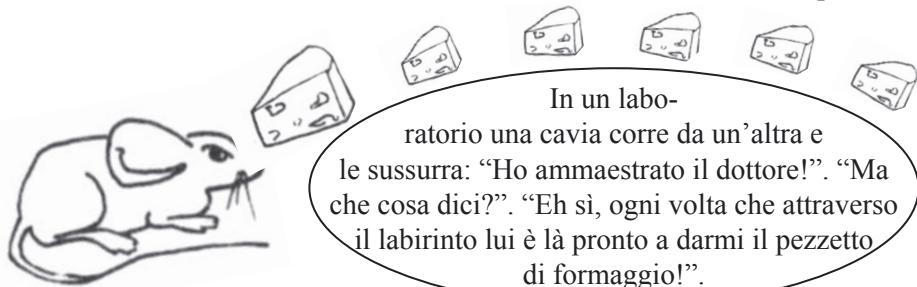 In un labo-
ratorio una cavia corre da un’altra e
le sussurra: “Ho ammaestrato il dottore!”. “Ma
che cosa dici?”. “Eh sì, ogni volta che attraverso
il labirinto lui è là pronto a darmi il pezzetto
di formaggio!”.